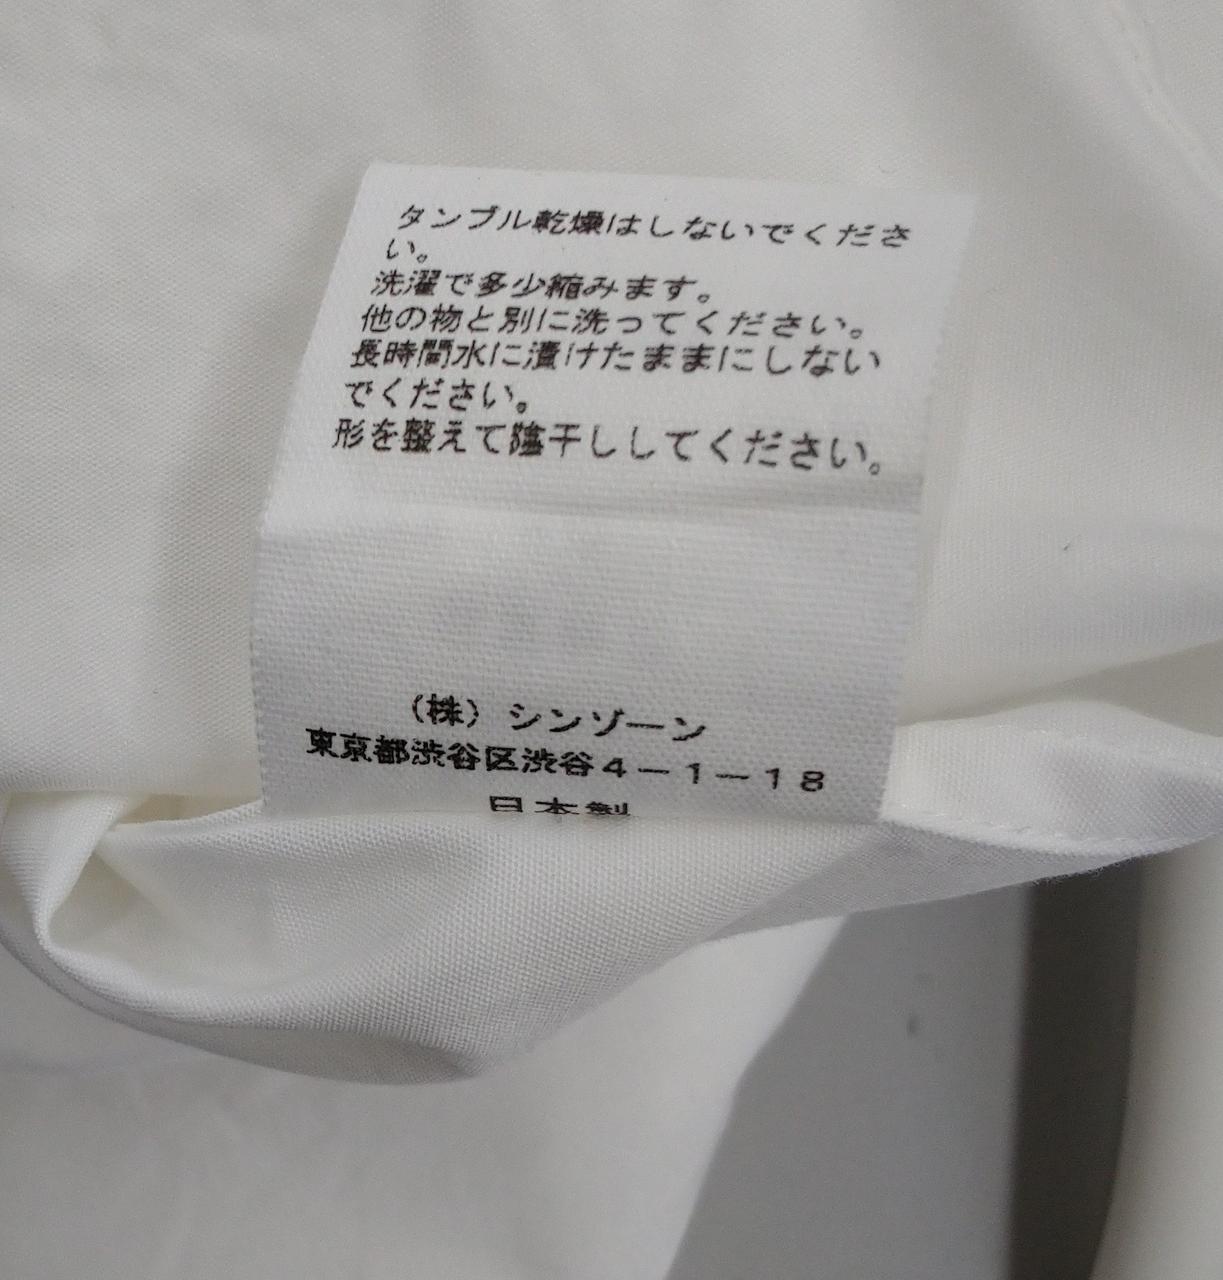 タンブル乾燥はしないでくださ
い。
洗濯で多少縮みます。
他の物と別に洗ってください。
長時間水に漬けたままにしない
でください。
形を整えて陰干ししてください。
（株）シンゾーン
東京都渋谷区渋谷４－１－１８
日本製